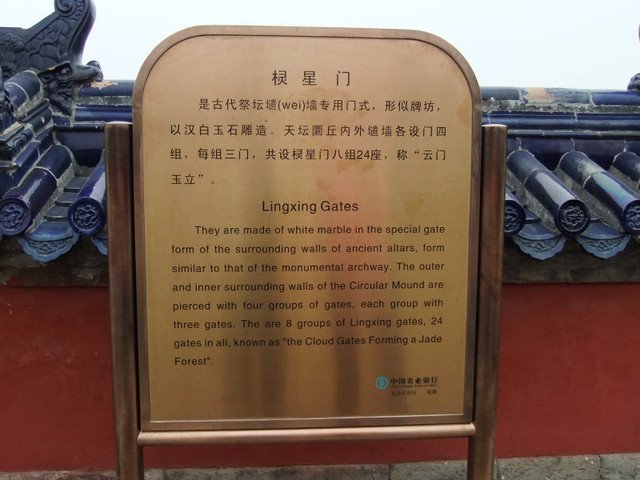 棂 星 门
是古代祭坛壝(wei)墙专用门式，形似牌坊，
以汉白玉石雕造。天坛圜丘内外壝墙各设门四
组，每组三门，共设棂星门八组24座，称“云门
玉立”。
Lingxing Gates
They are made of white marble in the special gate
form of the surrounding walls of ancient altars, form
similar to that of the monumental archway. The outer
and inner surrounding walls of the Circular Mound are
pierced with four groups of gates, each group with
three gates. The are 8 groups of Lingxing gates, 24
gates in all, known as "the Cloud Gates Forming a Jade
Forest".
中国农业银行
北京市分行